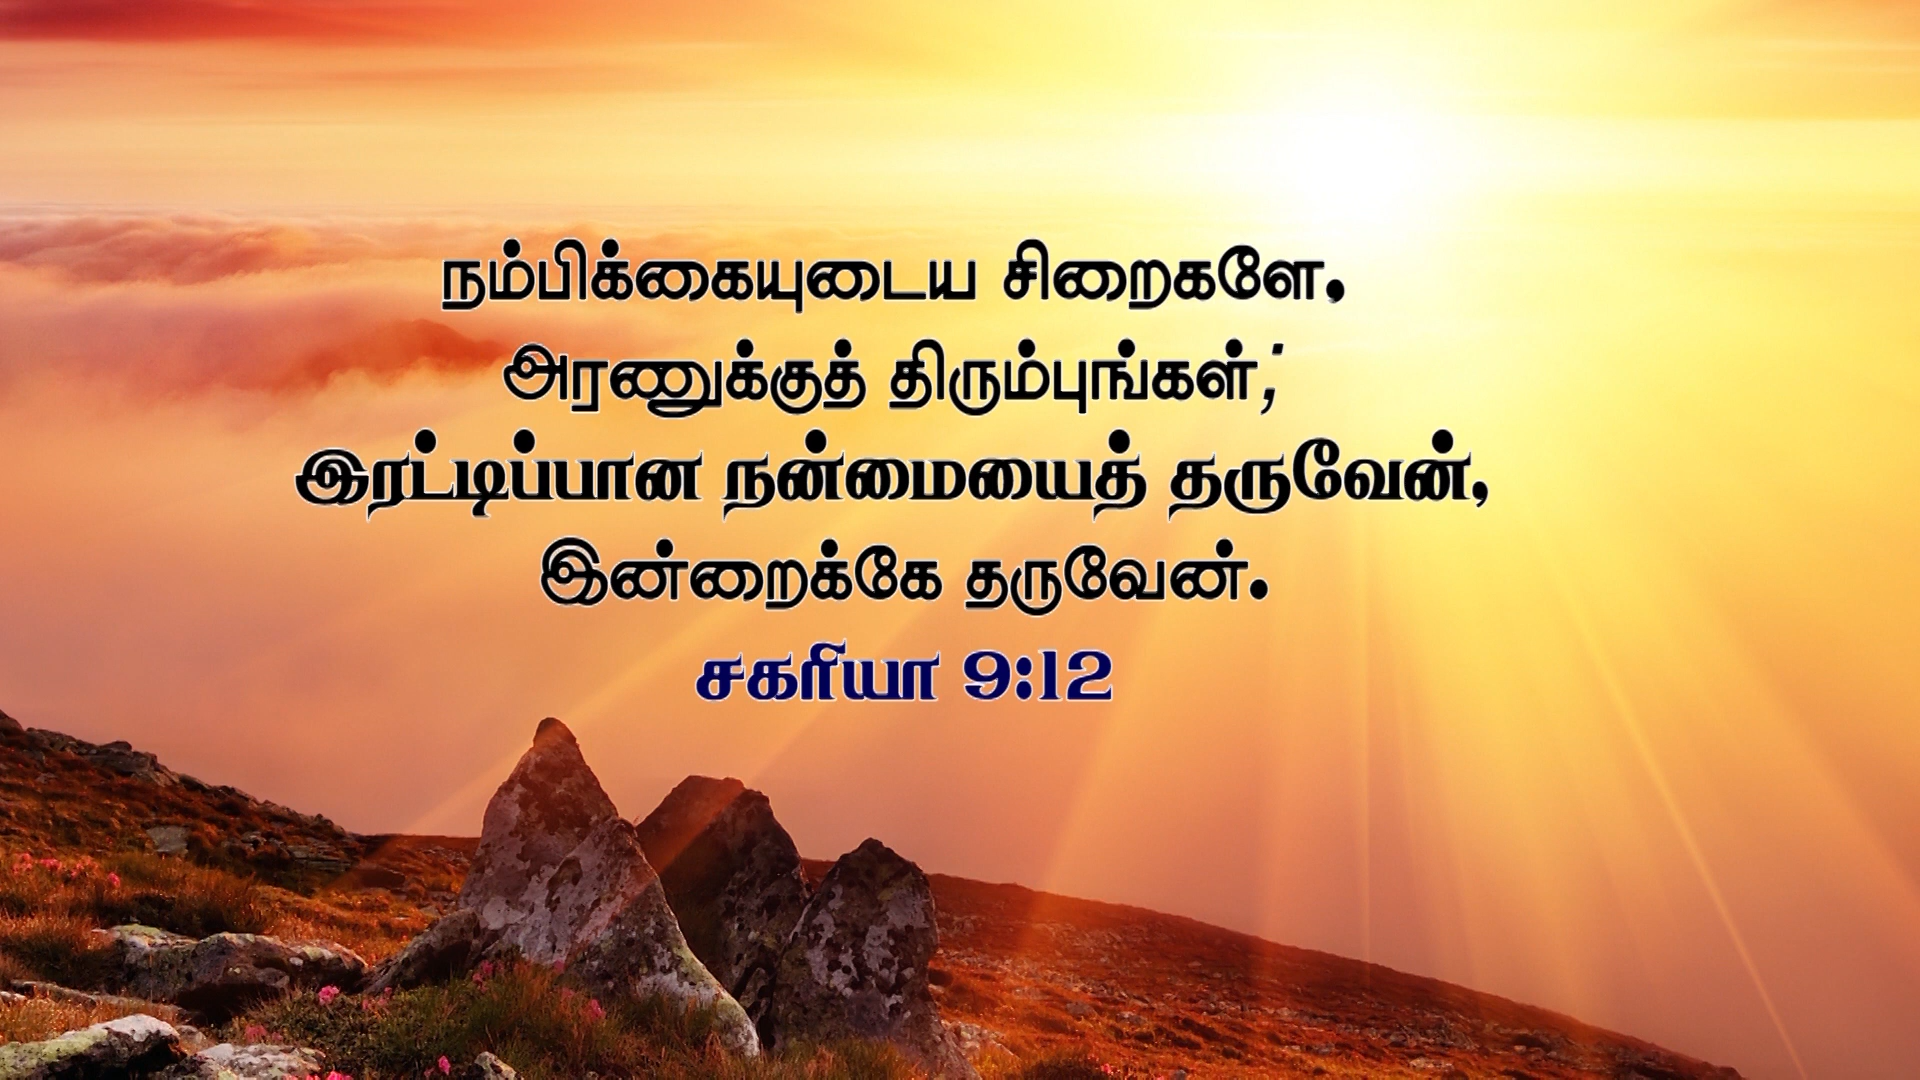 நம்பிக்கையுடைய சிறைகளே.
அரணுக்குத் திரும்புங்கள்;
இரட்டிப்பான நன்மையைத் தருவேன்,
இன்றைக்கே தருவேன்.
சகரியா 9:12